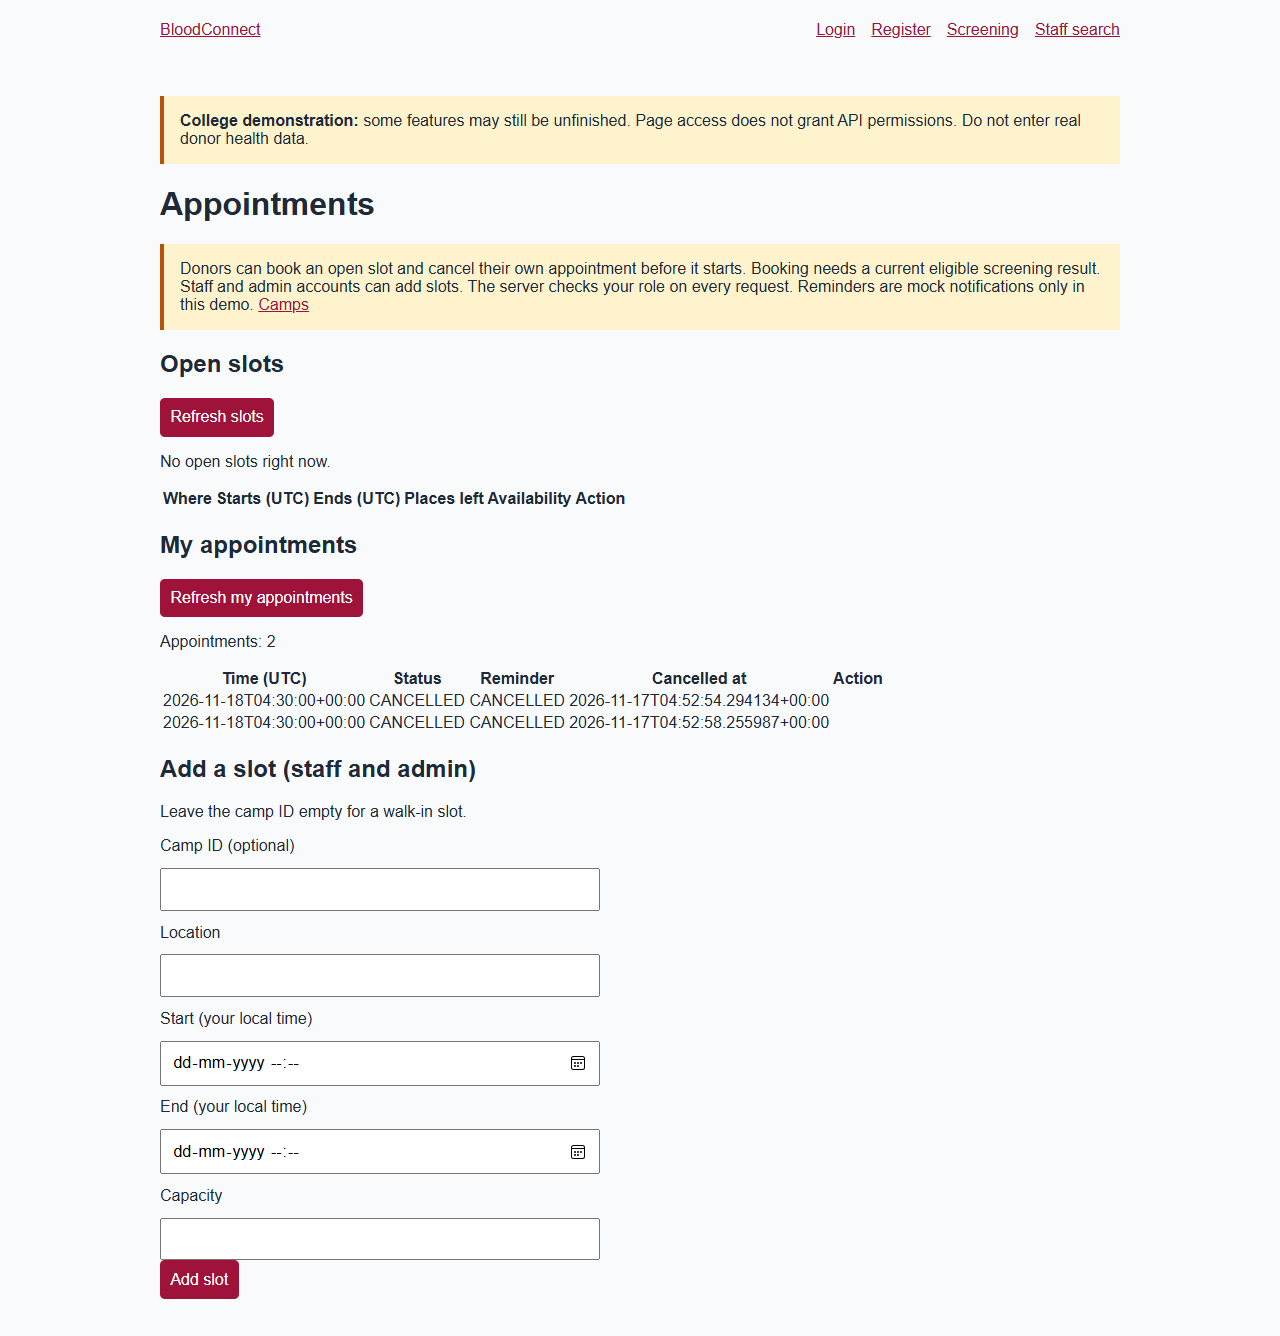 BloodConnect Login Register Screening Staff search
College demonstration: some features may still be unfinished. Page access does not grant API permissions. Do not enter real
donor health data.
Appointments
Donors can book an open slot and cancel their own appointment before it starts. Booking needs a current eligible screening result.
Staff and admin accounts can add slots. The server checks your role on every request. Reminders are mock notifications only in
this demo. Camps
Open slots
Refresh slots
No open slots right now.
Where Starts (UTC) Ends (UTC) Places left Availability Action
My appointments
Refresh my appointments
Appointments: 2
Time (UTC) Status Reminder Cancelled at Action
2026-11-18T04:30:00+00:00 CANCELLED CANCELLED 2026-11-17T04:52:54.294134+00:00
2026-11-18T04:30:00+00:00 CANCELLED CANCELLED 2026-11-17T04:52:58.255987+00:00
Add a slot (staff and admin)
Leave the camp ID empty for a walk-in slot.
Camp ID (optional)
Location
Start (your local time)
dd-mm-yyyy --:--
End (your local time)
dd-mm-yyyy --:--
Capacity
Add slot